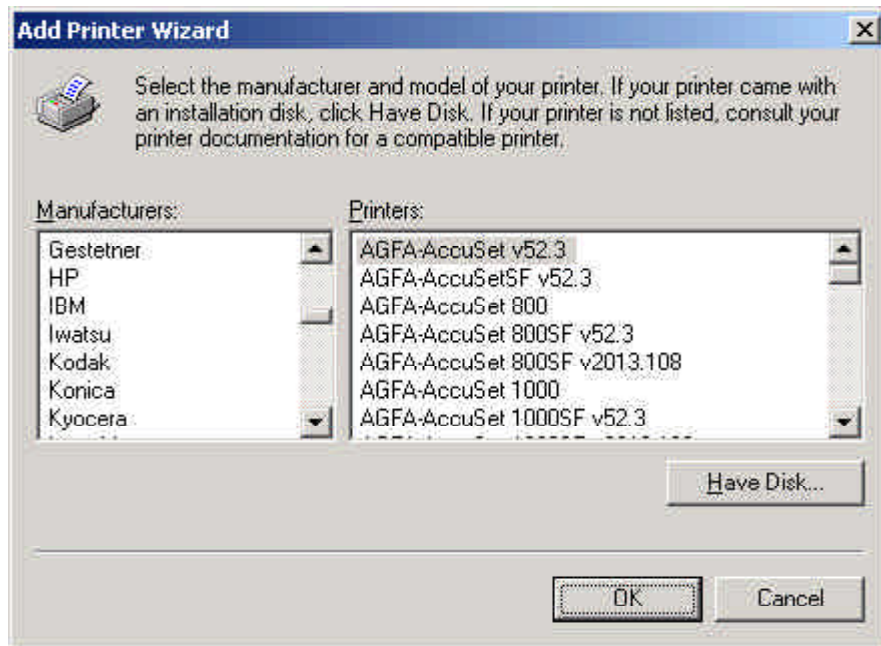 Add Printer Wizard
Select the manufacturer and model of your printer. If your printer came with
an installation disk, click Have Disk. If your printer is not listed, consult your
printer documentation for a compatible printer.
Manufacturers:
Gestetner
HP
IBM
Iwatsu
Kodak
Konica
Kyocera
Printers:
AGFA-AccuSet v52.3
AGFA-AccuSetSF v52.3
AGFA-AccuSet 800
AGFA-AccuSet 800SF v52.3
AGFA-AccuSet 800SF v2013.108
AGFA-AccuSet 1000
AGFA-AccuSet 1000SF v52.3
Have Disk...
OK
Cancel